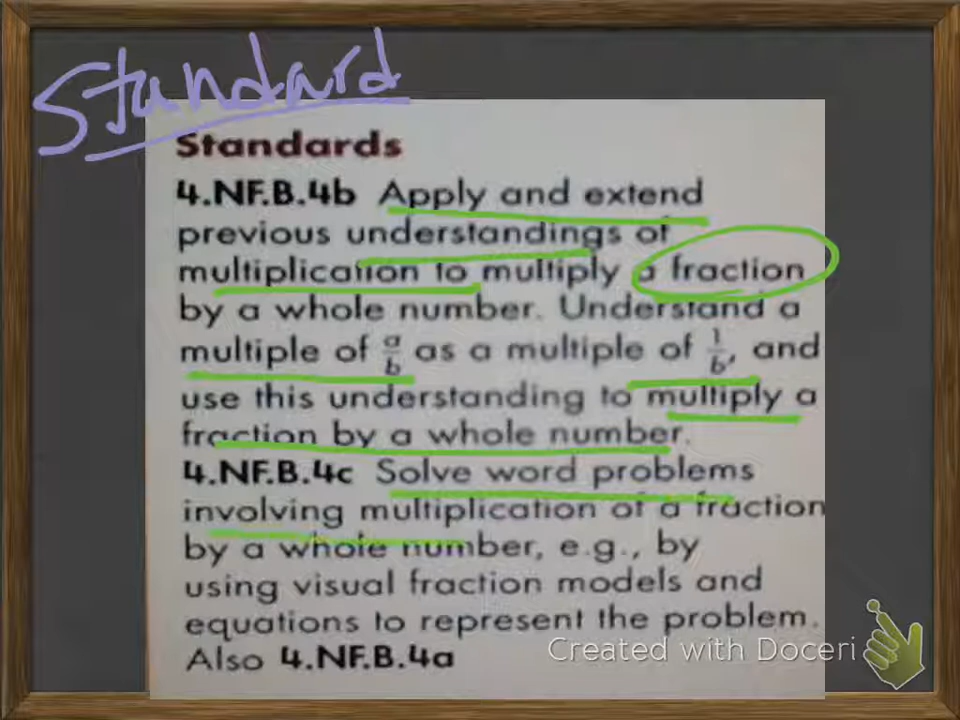 Standard
Standards
4.NF.B.4b Apply and extend
previous understandings of
multiplication to multiply a fraction
by a whole number. Understand a
multiple of a/b as a multiple of 1/b, and
use this understanding to multiply a
fraction by a whole number.
4.NF.B.4c Solve word problems
involving multiplication of a fraction
by a whole number, e.g., by
using visual fraction models and
equations to represent the problem.
Also 4.NF.B.4a
Created with Doceri